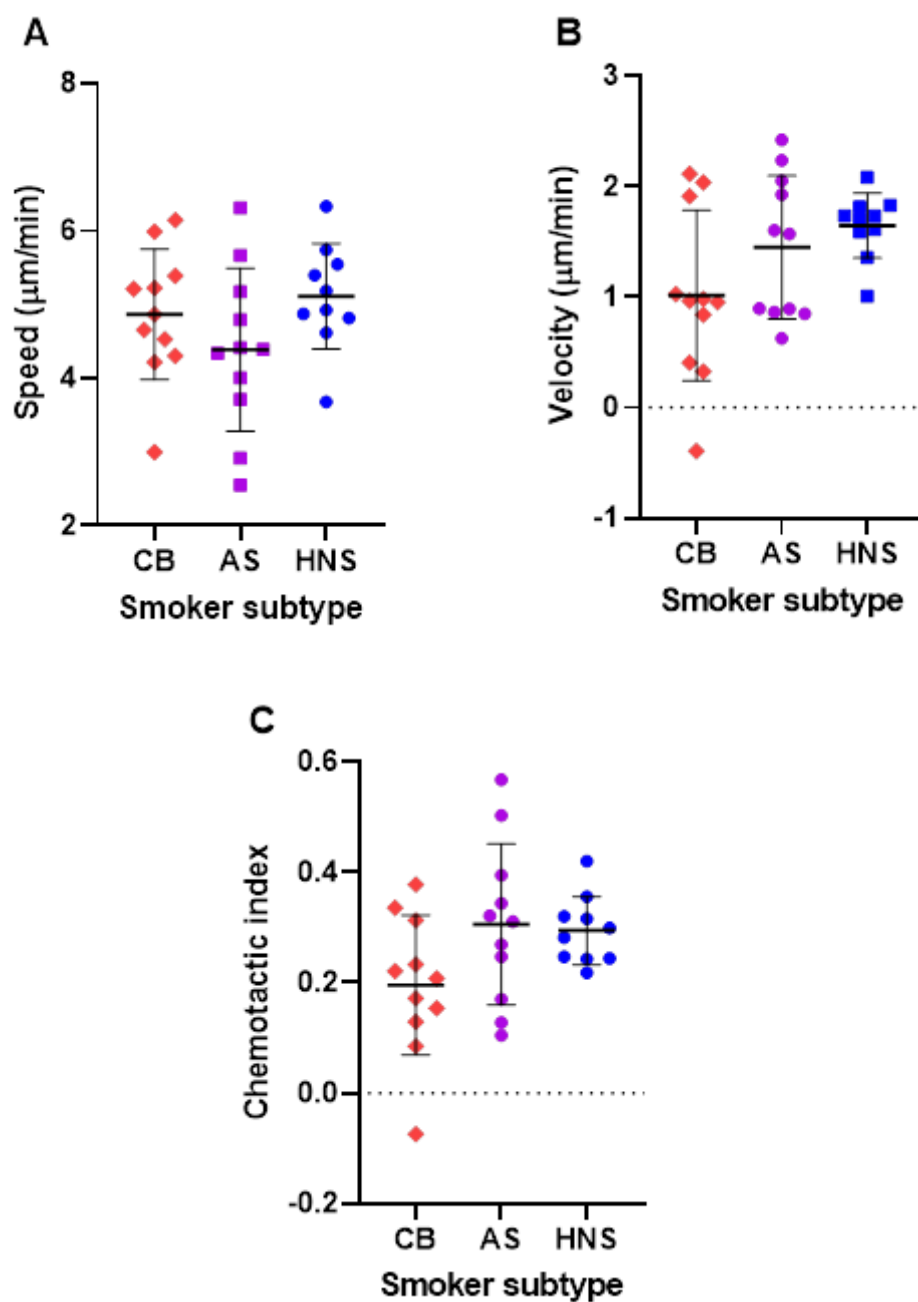 A
8
6
4
2
Speed (μm/min)
CB AS HNS
Smoker subtype
B
3
2
1
0
-1
Velocity (μm/min)
CB AS HNS
Smoker subtype
C
0.6
0.4
0.2
0.0
-0.2
Chemotactic index
CB AS HNS
Smoker subtype